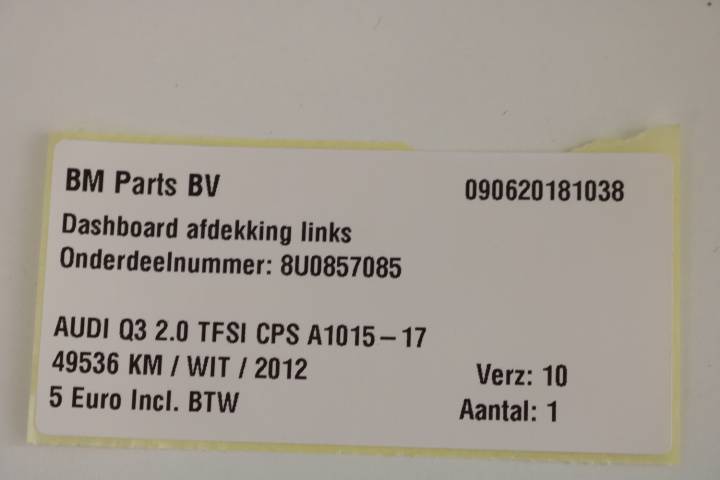 BM Parts BV 090620181038
Dashboard afdekking links
Onderdeelnummer: 8U0857085
AUDI Q3 2.0 TFSI CPS A1015-17
49536 KM / WIT / 2012 Verz: 10
5 Euro Incl. BTW Aantal: 1